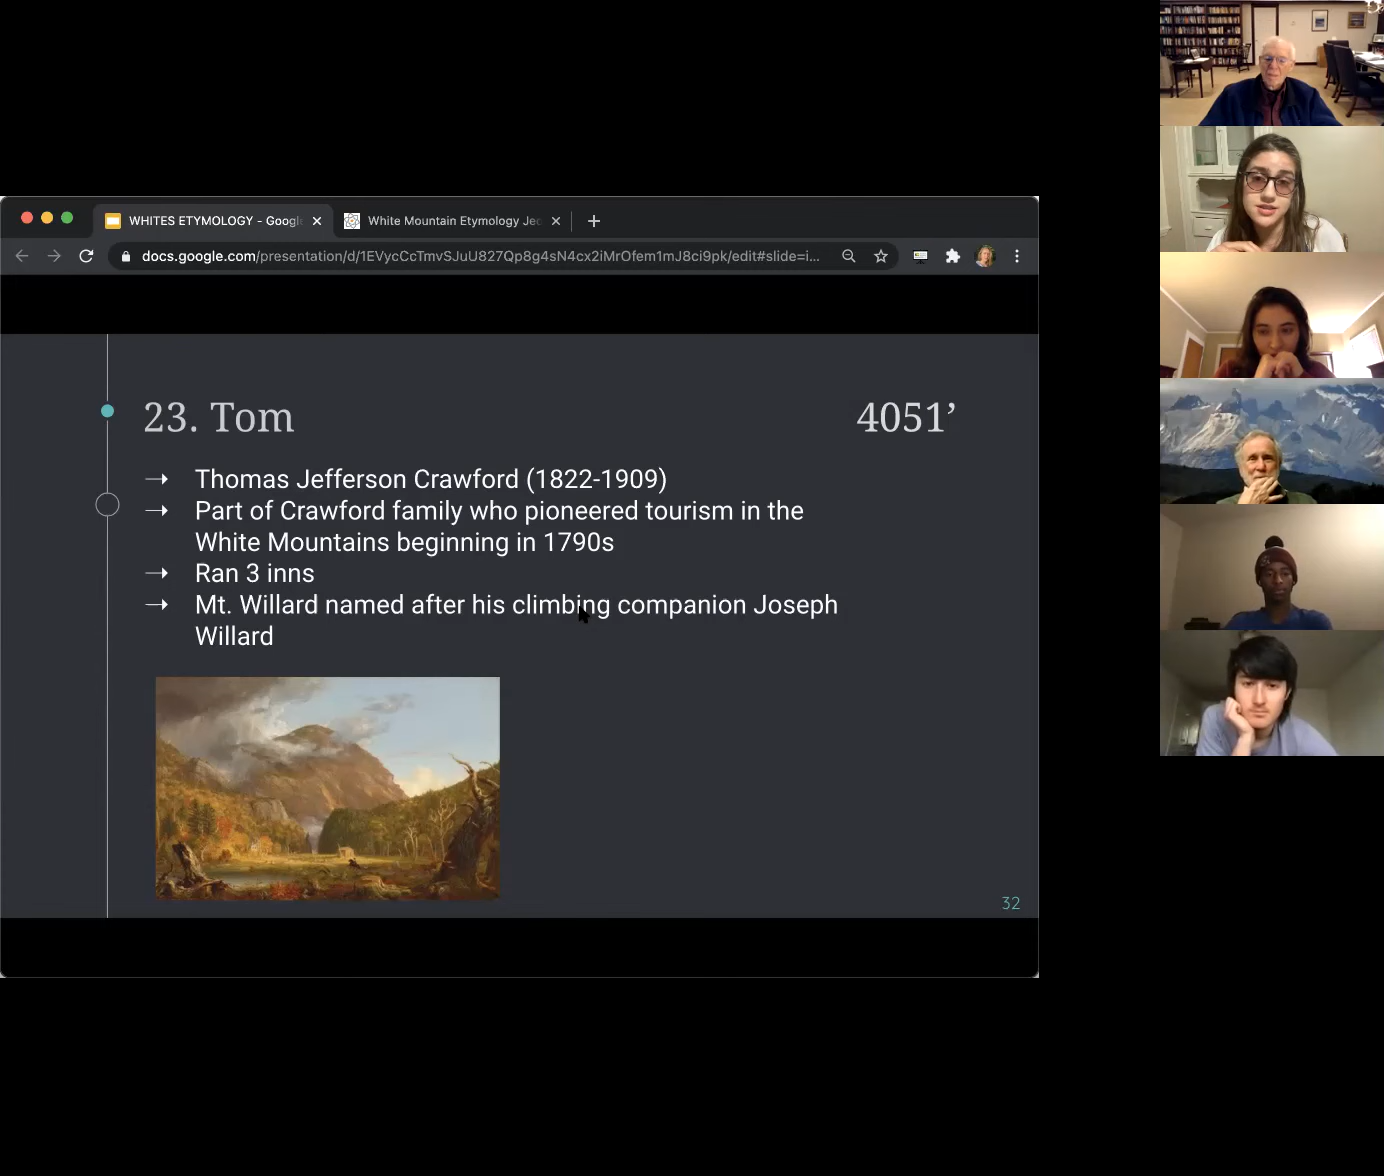 WHITES ETYMOLOGY - Googl
White Mountain Etymology Jeo
docs.google.com/presentation/d/1EVycCcTmvSJuU827Qp8g4sN4cx2iMrOfem1mJ8ci9pk/edit#slide=i...
23. Tom 4051’
→ Thomas Jefferson Crawford (1822-1909)
→ Part of Crawford family who pioneered tourism in the
White Mountains beginning in 1790s
→ Ran 3 inns
→ Mt. Willard named after his climbing companion Joseph
Willard
32